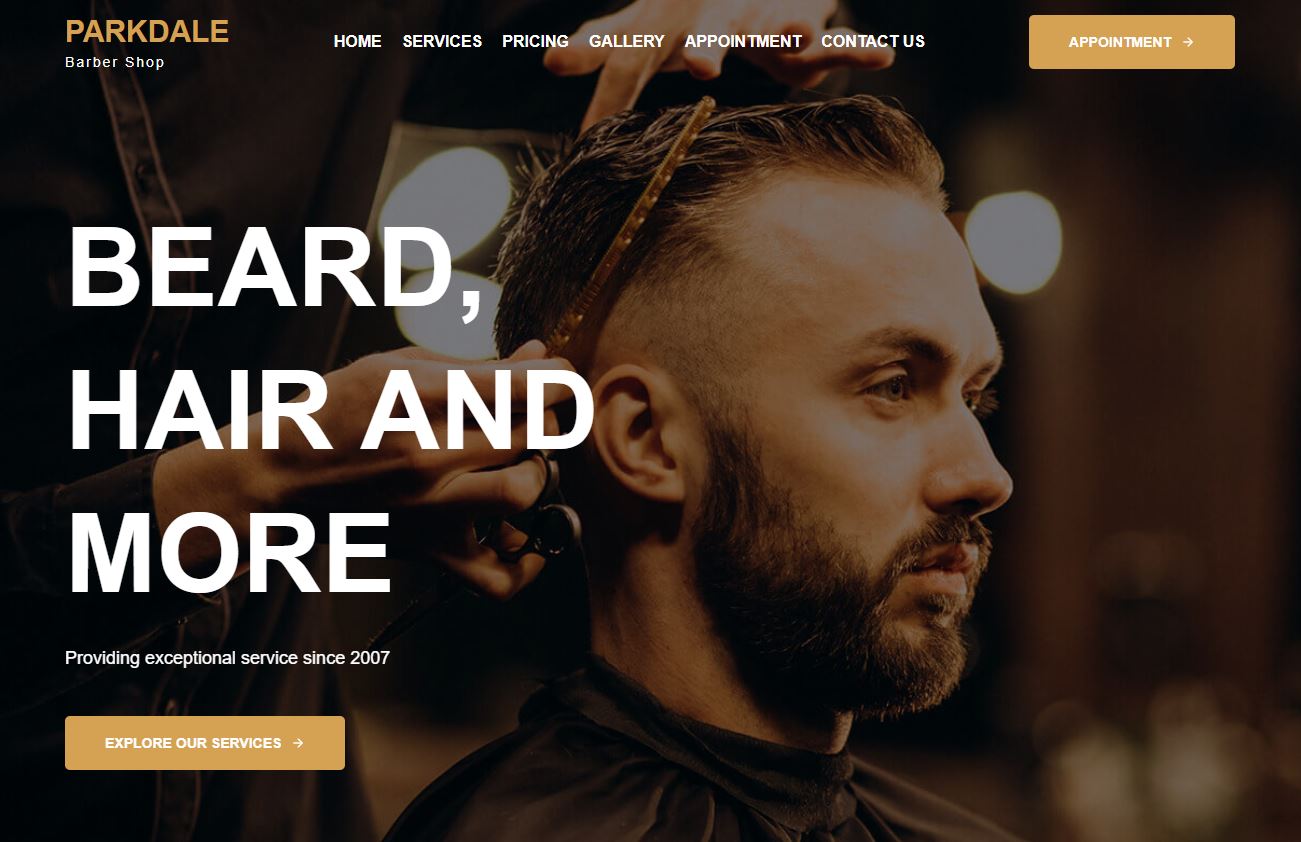 PARKDALE
Barber Shop
HOME SERVICES PRICING GALLERY APPOINTMENT CONTACT US
APPOINTMENT →
BEARD,
HAIR AND
MORE
Providing exceptional service since 2007
EXPLORE OUR SERVICES →